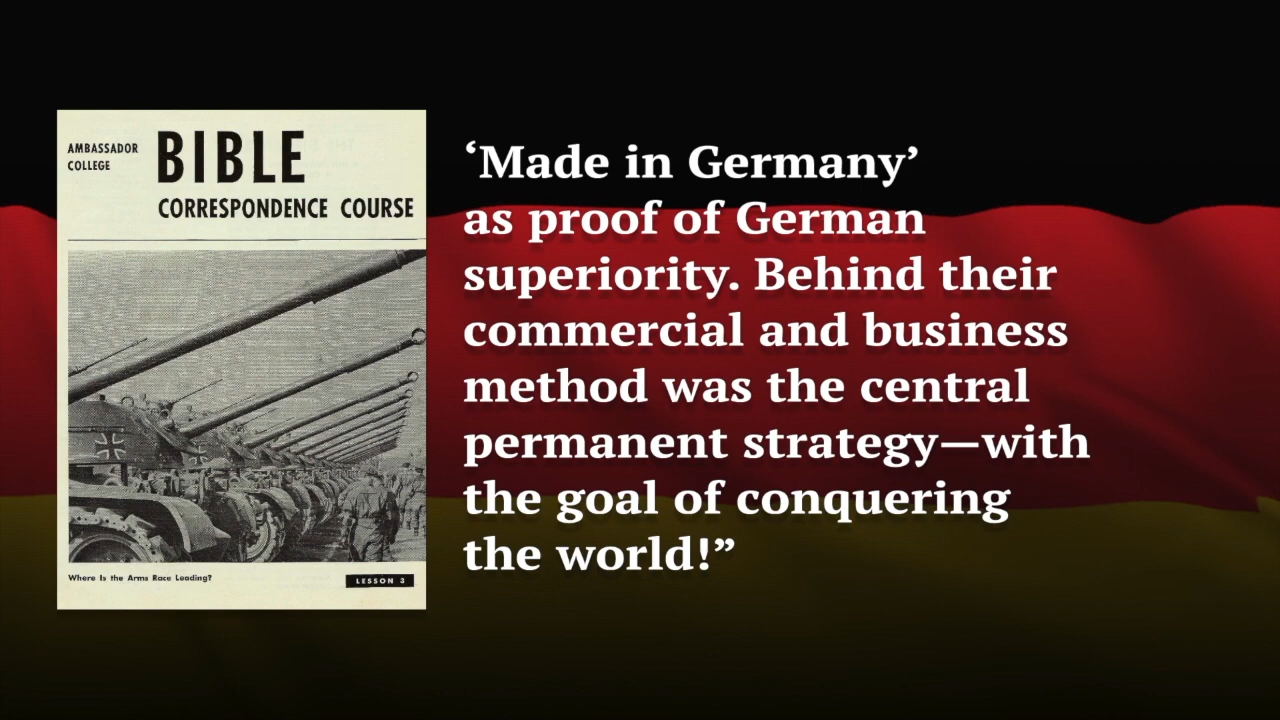 AMBASSADOR
COLLEGE
BIBLE
CORRESPONDENCE COURSE
Where Is the Arms Race Leading?
LESSON 3
‘Made in Germany’
as proof of German
superiority. Behind their
commercial and business
method was the central
permanent strategy—with
the goal of conquering
the world!”